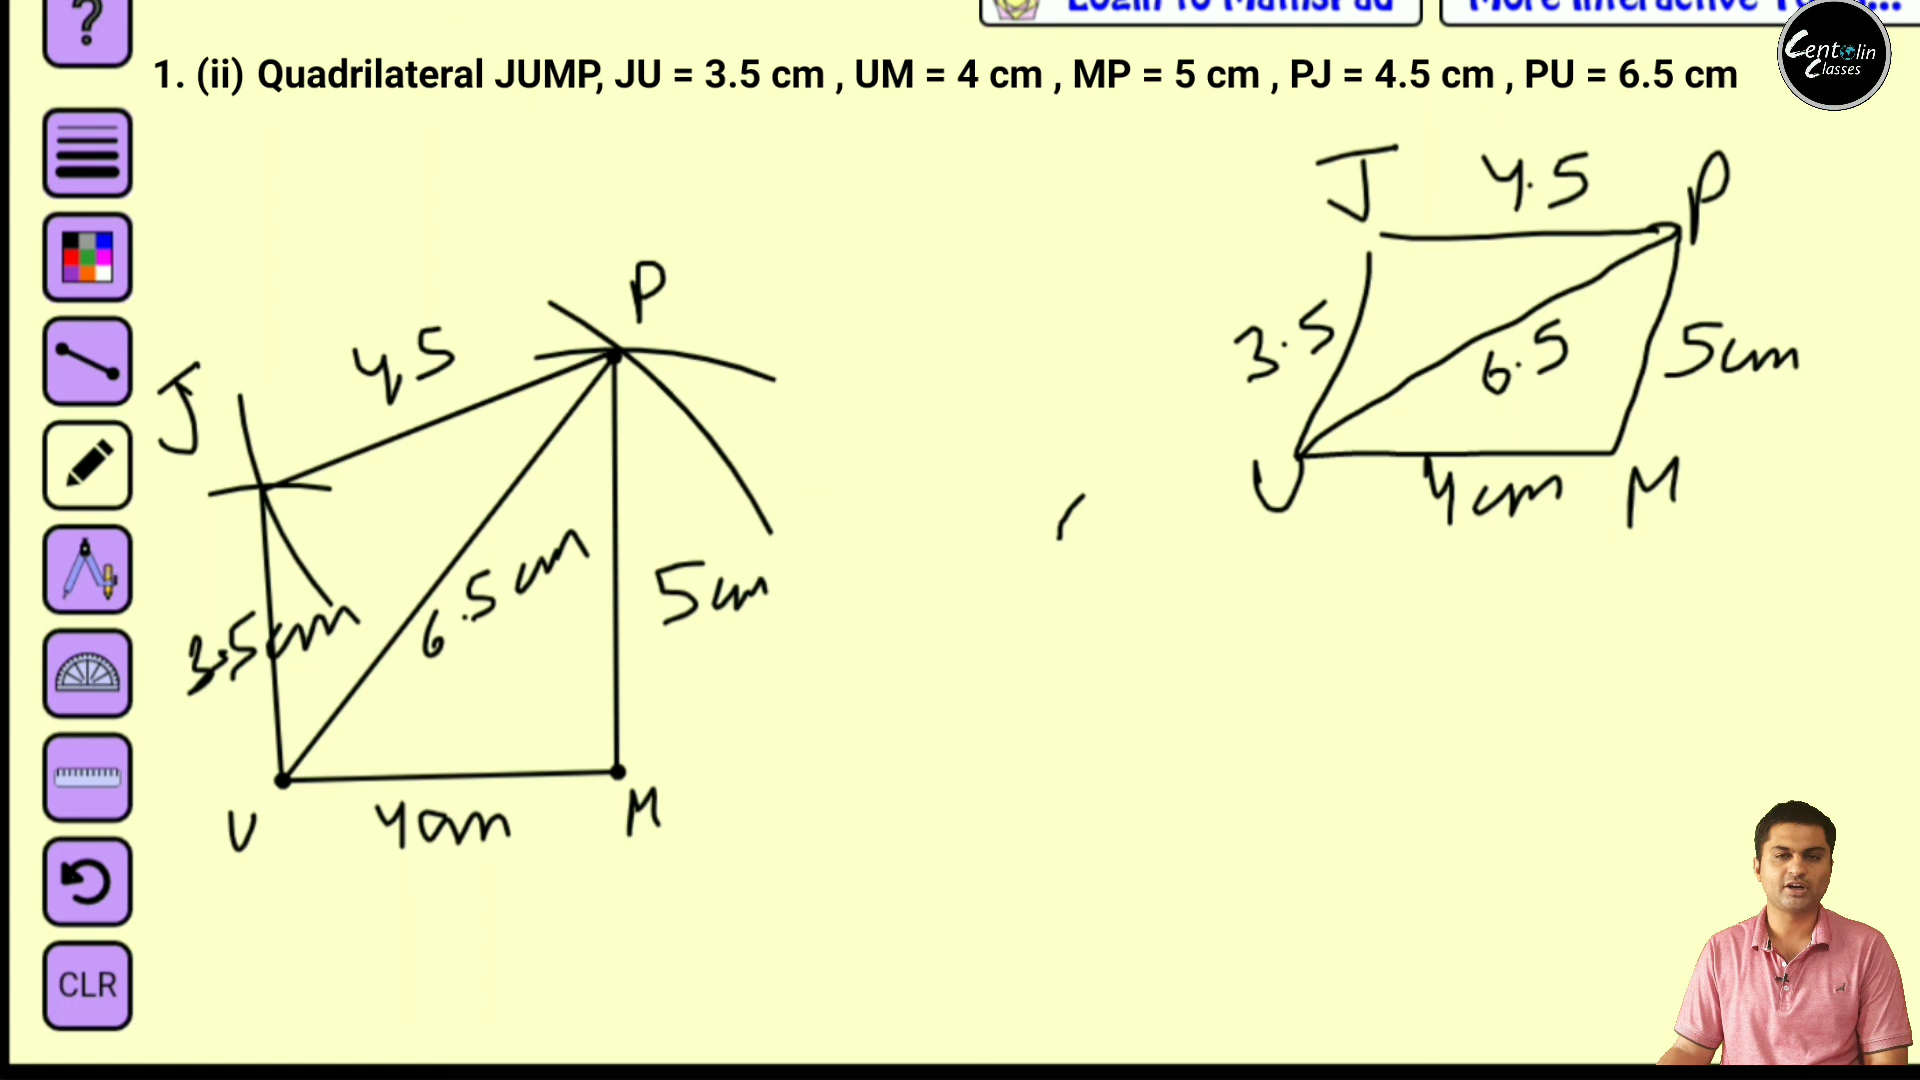 ?
1. (ii) Quadrilateral JUMP, JU = 3.5 cm , UM = 4 cm , MP = 5 cm , PJ = 4.5 cm , PU = 6.5 cm
Centolin
Classes
J 4.5 P
3.5 6.5 5cm
U 4cm M
P
J 4.5
3.5cm 6.5 cm 5cm
U 4cm M
CLR